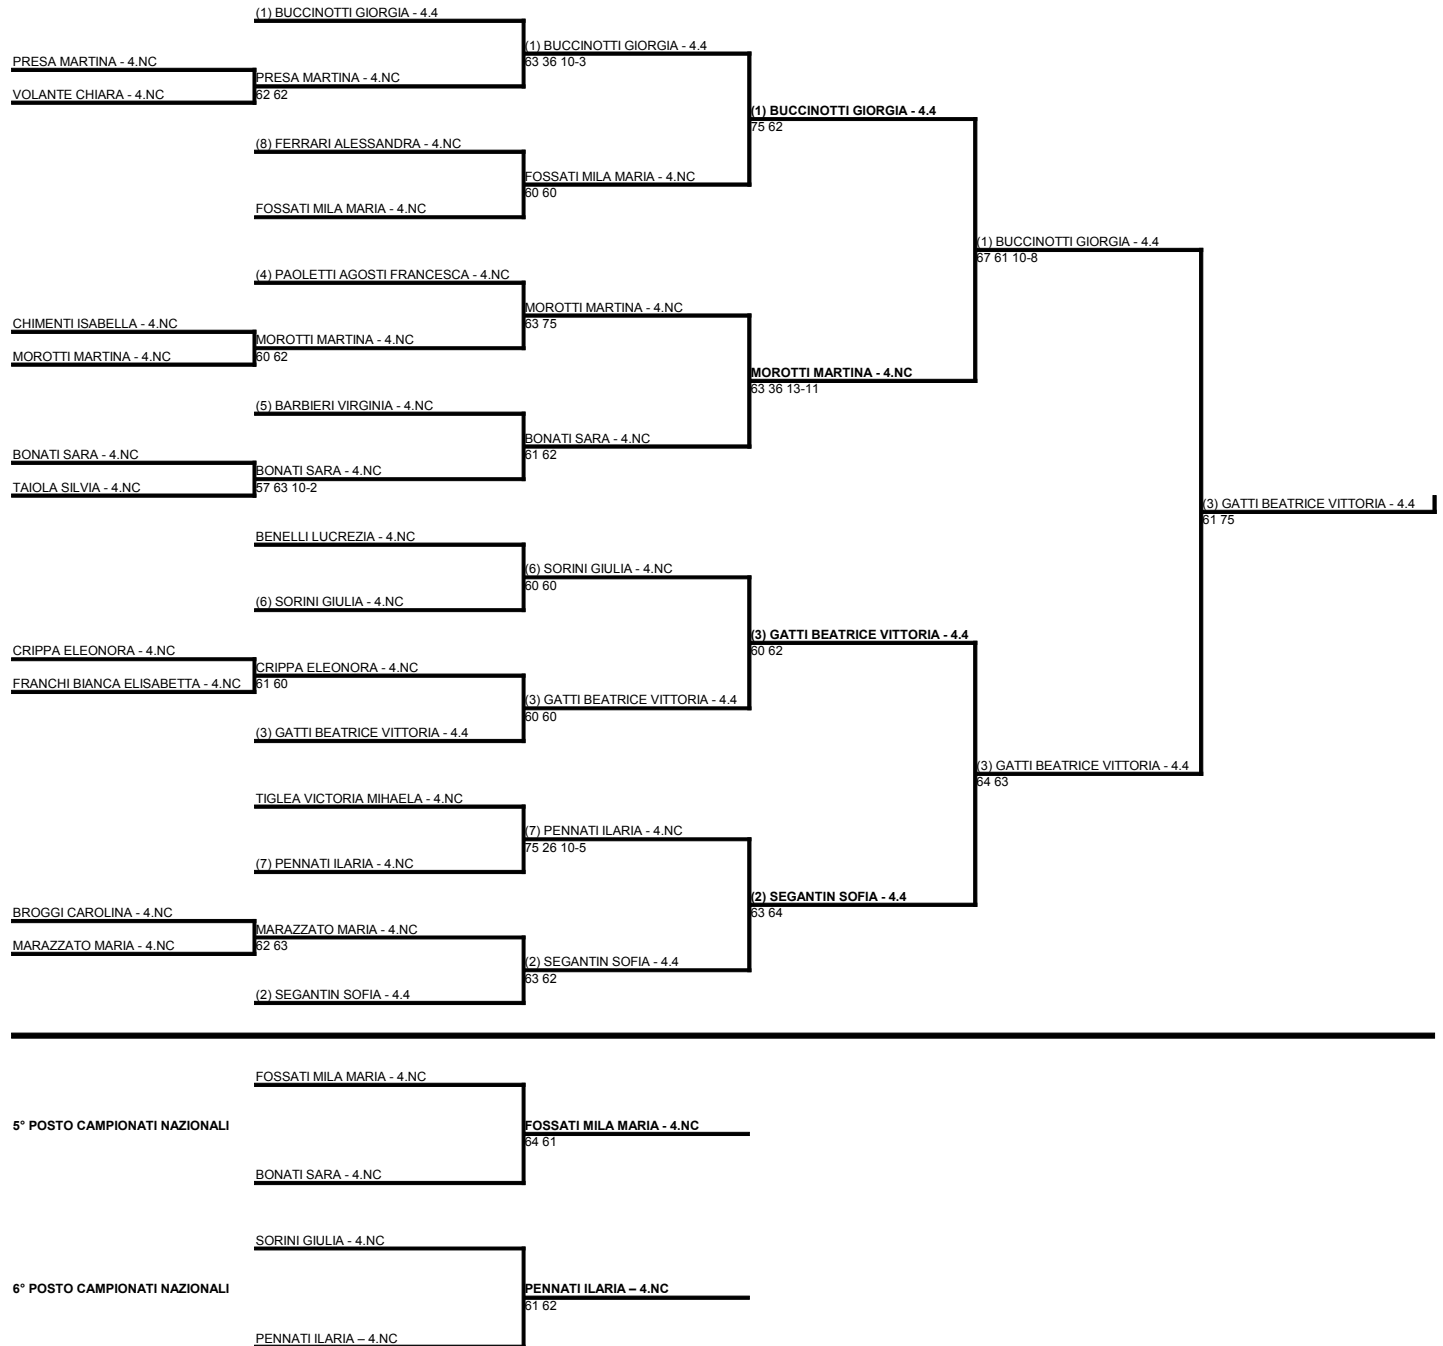 (1) BUCCINOTTI GIORGIA - 4.4
(1) BUCCINOTTI GIORGIA - 4.4
63 36 10-3
PRESA MARTINA - 4.NC
PRESA MARTINA - 4.NC
62 62
VOLANTE CHIARA - 4.NC
(1) BUCCINOTTI GIORGIA - 4.4
75 62
(8) FERRARI ALESSANDRA - 4.NC
FOSSATI MILA MARIA - 4.NC
60 60
FOSSATI MILA MARIA - 4.NC
(1) BUCCINOTTI GIORGIA - 4.4
67 61 10-8
(4) PAOLETTI AGOSTI FRANCESCA - 4.NC
MOROTTI MARTINA - 4.NC
63 75
CHIMENTI ISABELLA - 4.NC
MOROTTI MARTINA - 4.NC
60 62
MOROTTI MARTINA - 4.NC
MOROTTI MARTINA - 4.NC
63 36 13-11
(5) BARBIERI VIRGINIA - 4.NC
BONATI SARA - 4.NC
61 62
BONATI SARA - 4.NC
BONATI SARA - 4.NC
57 63 10-2
TAIOLA SILVIA - 4.NC
(3) GATTI BEATRICE VITTORIA - 4.4
61 75
BENELLI LUCREZIA - 4.NC
(6) SORINI GIULIA - 4.NC
60 60
(6) SORINI GIULIA - 4.NC
(3) GATTI BEATRICE VITTORIA - 4.4
60 62
CRIPPA ELEONORA - 4.NC
CRIPPA ELEONORA - 4.NC
61 60
FRANCHI BIANCA ELISABETTA - 4.NC
(3) GATTI BEATRICE VITTORIA - 4.4
60 60
(3) GATTI BEATRICE VITTORIA - 4.4
(3) GATTI BEATRICE VITTORIA - 4.4
64 63
TIGLEA VICTORIA MIHAELA - 4.NC
(7) PENNATI ILARIA - 4.NC
75 26 10-5
(7) PENNATI ILARIA - 4.NC
(2) SEGANTIN SOFIA - 4.4
63 64
BROGGI CAROLINA - 4.NC
MARAZZATO MARIA - 4.NC
62 63
MARAZZATO MARIA - 4.NC
(2) SEGANTIN SOFIA - 4.4
63 62
(2) SEGANTIN SOFIA - 4.4
FOSSATI MILA MARIA - 4.NC
5° POSTO CAMPIONATI NAZIONALI
FOSSATI MILA MARIA - 4.NC
64 61
BONATI SARA - 4.NC
SORINI GIULIA - 4.NC
6° POSTO CAMPIONATI NAZIONALI
PENNATI ILARIA – 4.NC
61 62
PENNATI ILARIA – 4.NC